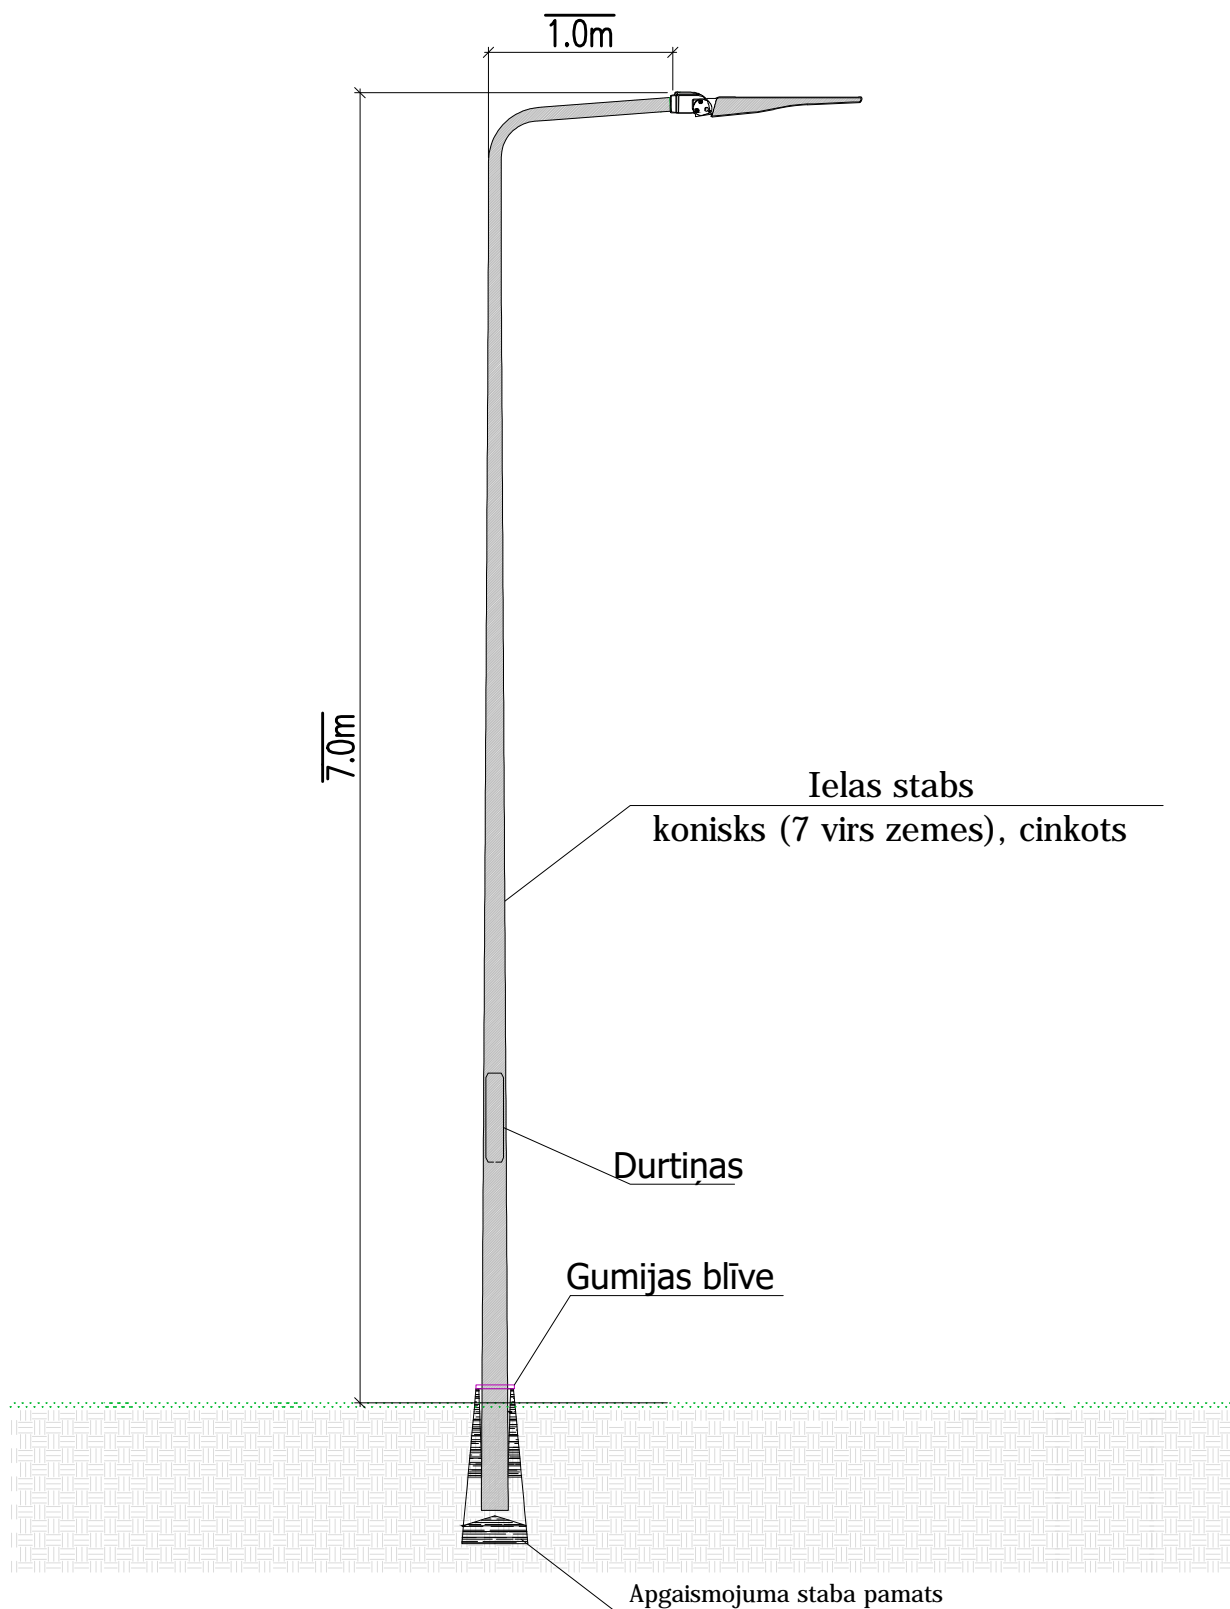 1.0m
7.0m
Ielas stabs
konisks (7 virs zemes), cinkots
Durtiņas
Gumijas blīve
Apgaismojuma staba pamats